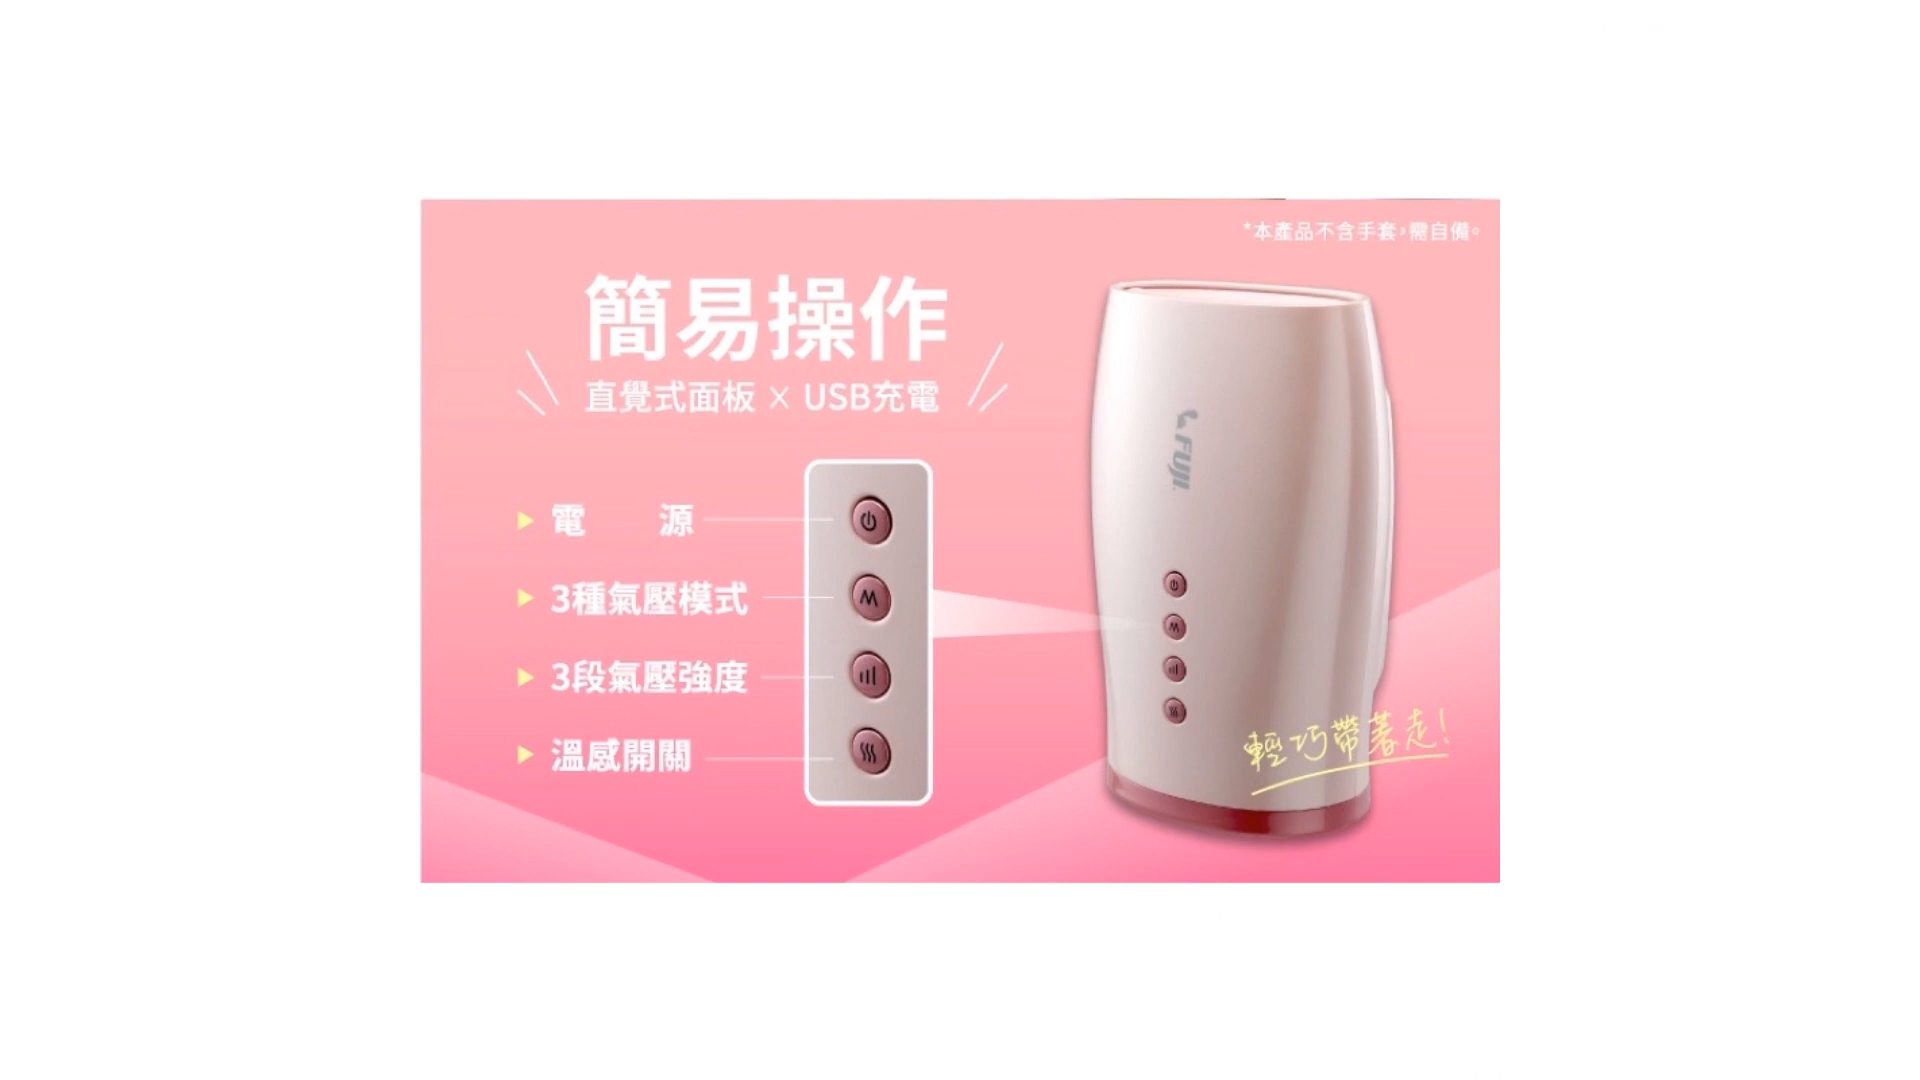 *本產品不含手套,需自備。
簡易操作
直覺式面板 × USB充電
電 源
3種氣壓模式
3段氣壓強度
溫感開關
FUJI
輕巧帶著走!